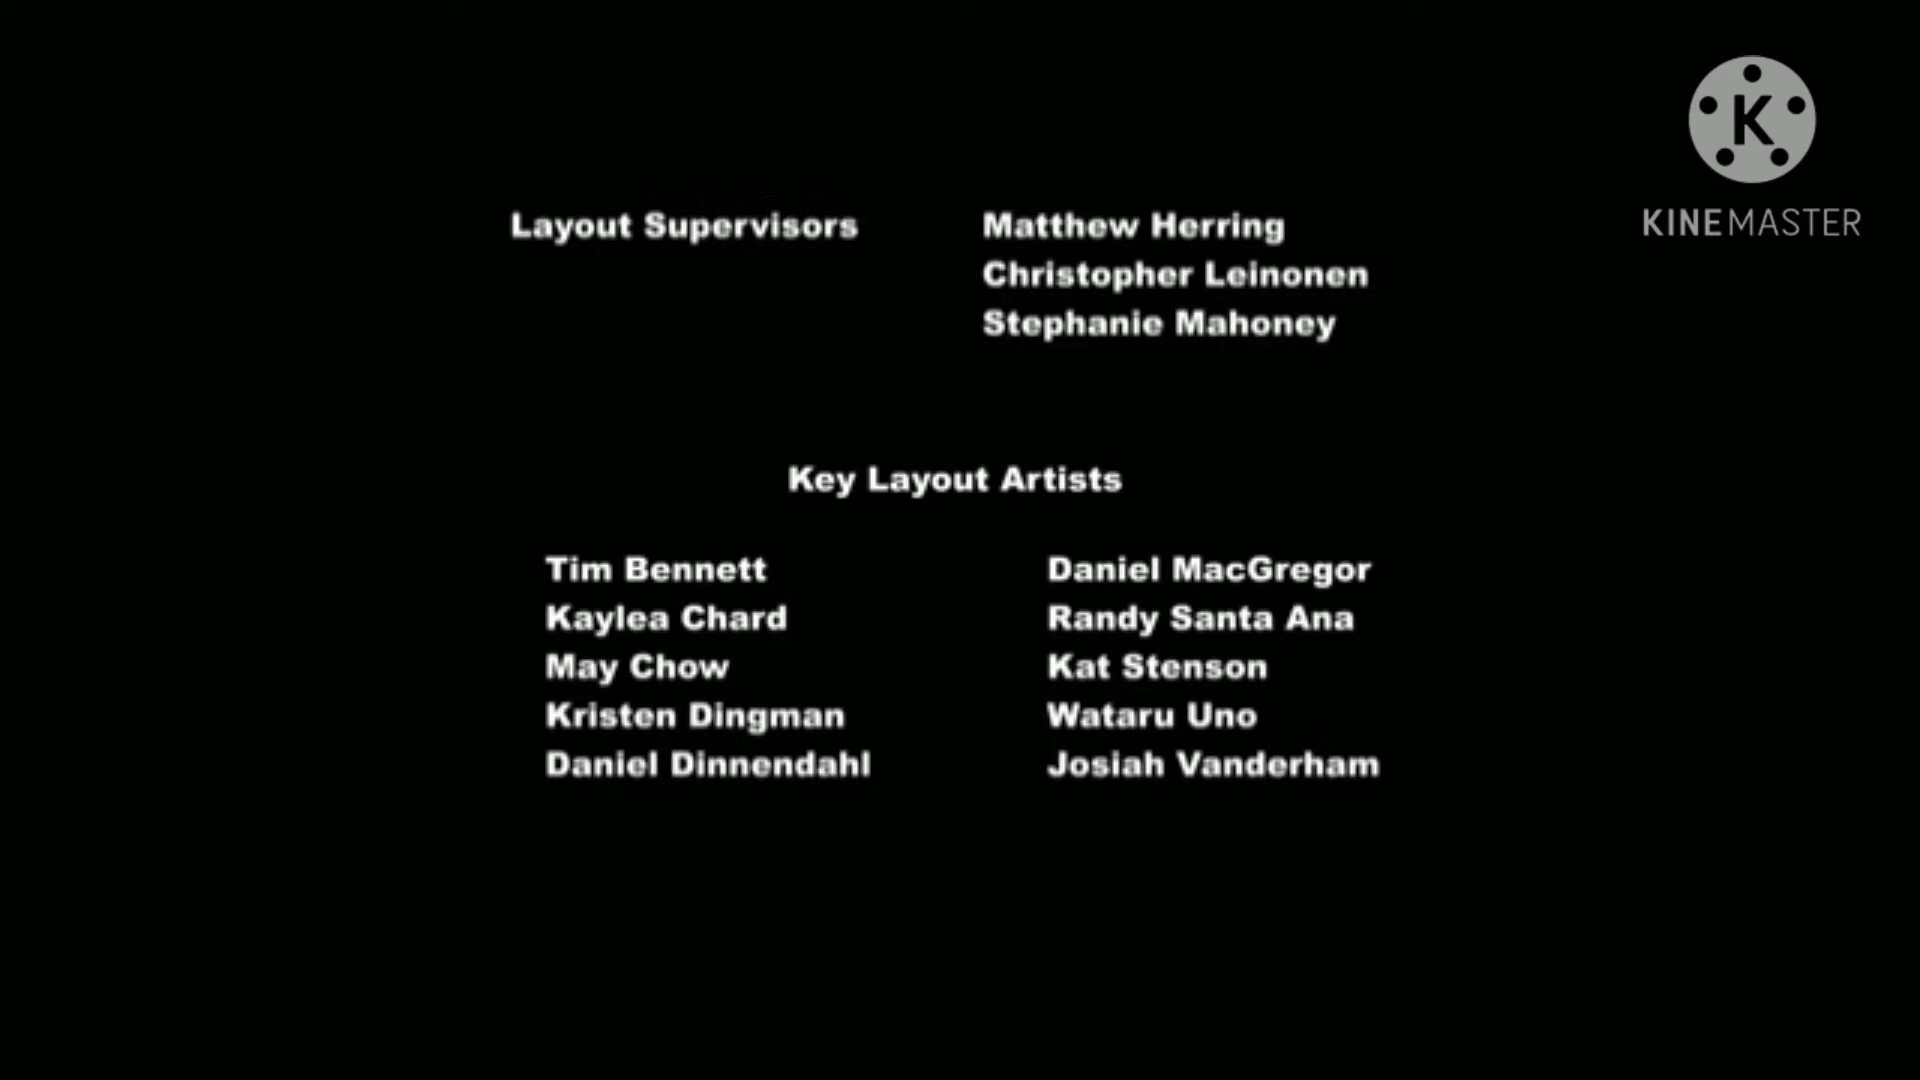 K
KINEMASTER
Layout Supervisors Matthew Herring
Christopher Leinonen
Stephanie Mahoney
Key Layout Artists
Tim Bennett Daniel MacGregor
Kaylea Chard Randy Santa Ana
May Chow Kat Stenson
Kristen Dingman Wataru Uno
Daniel Dinnendahl Josiah Vanderham